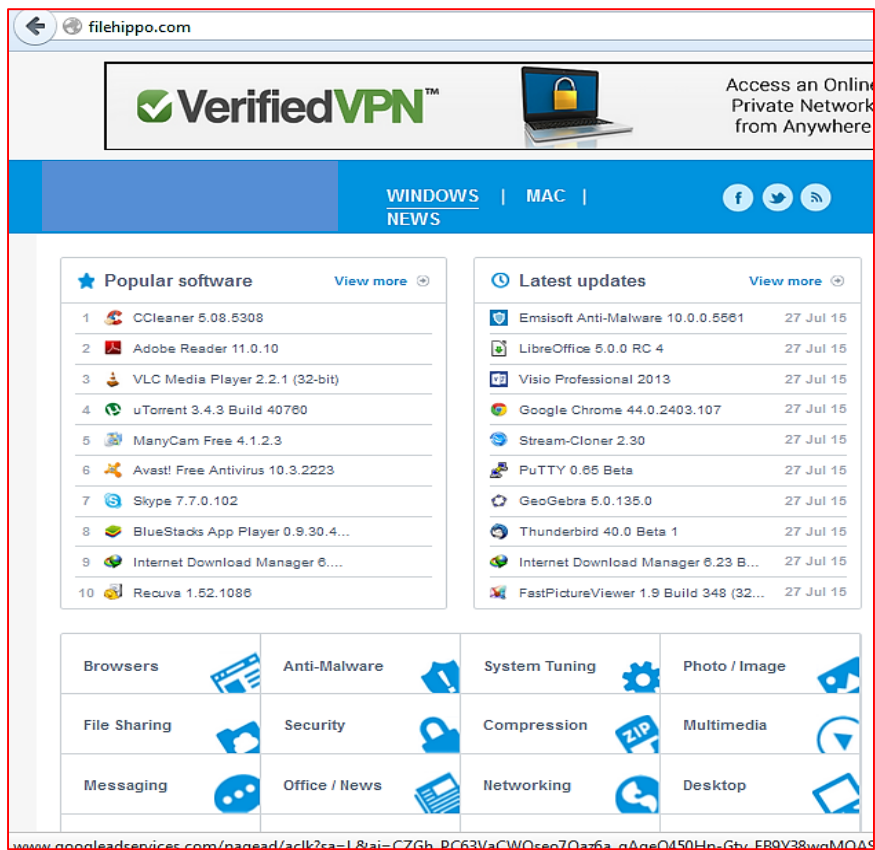 filehippo.com
VerifiedVPN™
Access an Online
Private Network
from Anywhere
WINDOWS | MAC |
NEWS
Popular software View more
1 CCleaner 5.08.5308
2 Adobe Reader 11.0.10
3 VLC Media Player 2.2.1 (32-bit)
4 uTorrent 3.4.3 Build 40760
5 ManyCam Free 4.1.2.3
6 Avast! Free Antivirus 10.3.2223
7 Skype 7.7.0.102
8 BlueStacks App Player 0.9.30.4...
9 Internet Download Manager 6....
10 Recuva 1.52.1086
Latest updates View more
Emsisoft Anti-Malware 10.0.0.5561 27 Jul 15
LibreOffice 5.0.0 RC 4 27 Jul 15
Visio Professional 2013 27 Jul 15
Google Chrome 44.0.2403.107 27 Jul 15
Stream-Cloner 2.30 27 Jul 15
PuTTY 0.65 Beta 27 Jul 15
GeoGebra 5.0.135.0 27 Jul 15
Thunderbird 40.0 Beta 1 27 Jul 15
Internet Download Manager 6.23 B... 27 Jul 15
FastPictureViewer 1.9 Build 348 (32... 27 Jul 15
Browsers Anti-Malware System Tuning Photo / Image
File Sharing Security Compression ZIP Multimedia
Messaging Office / News Networking Desktop